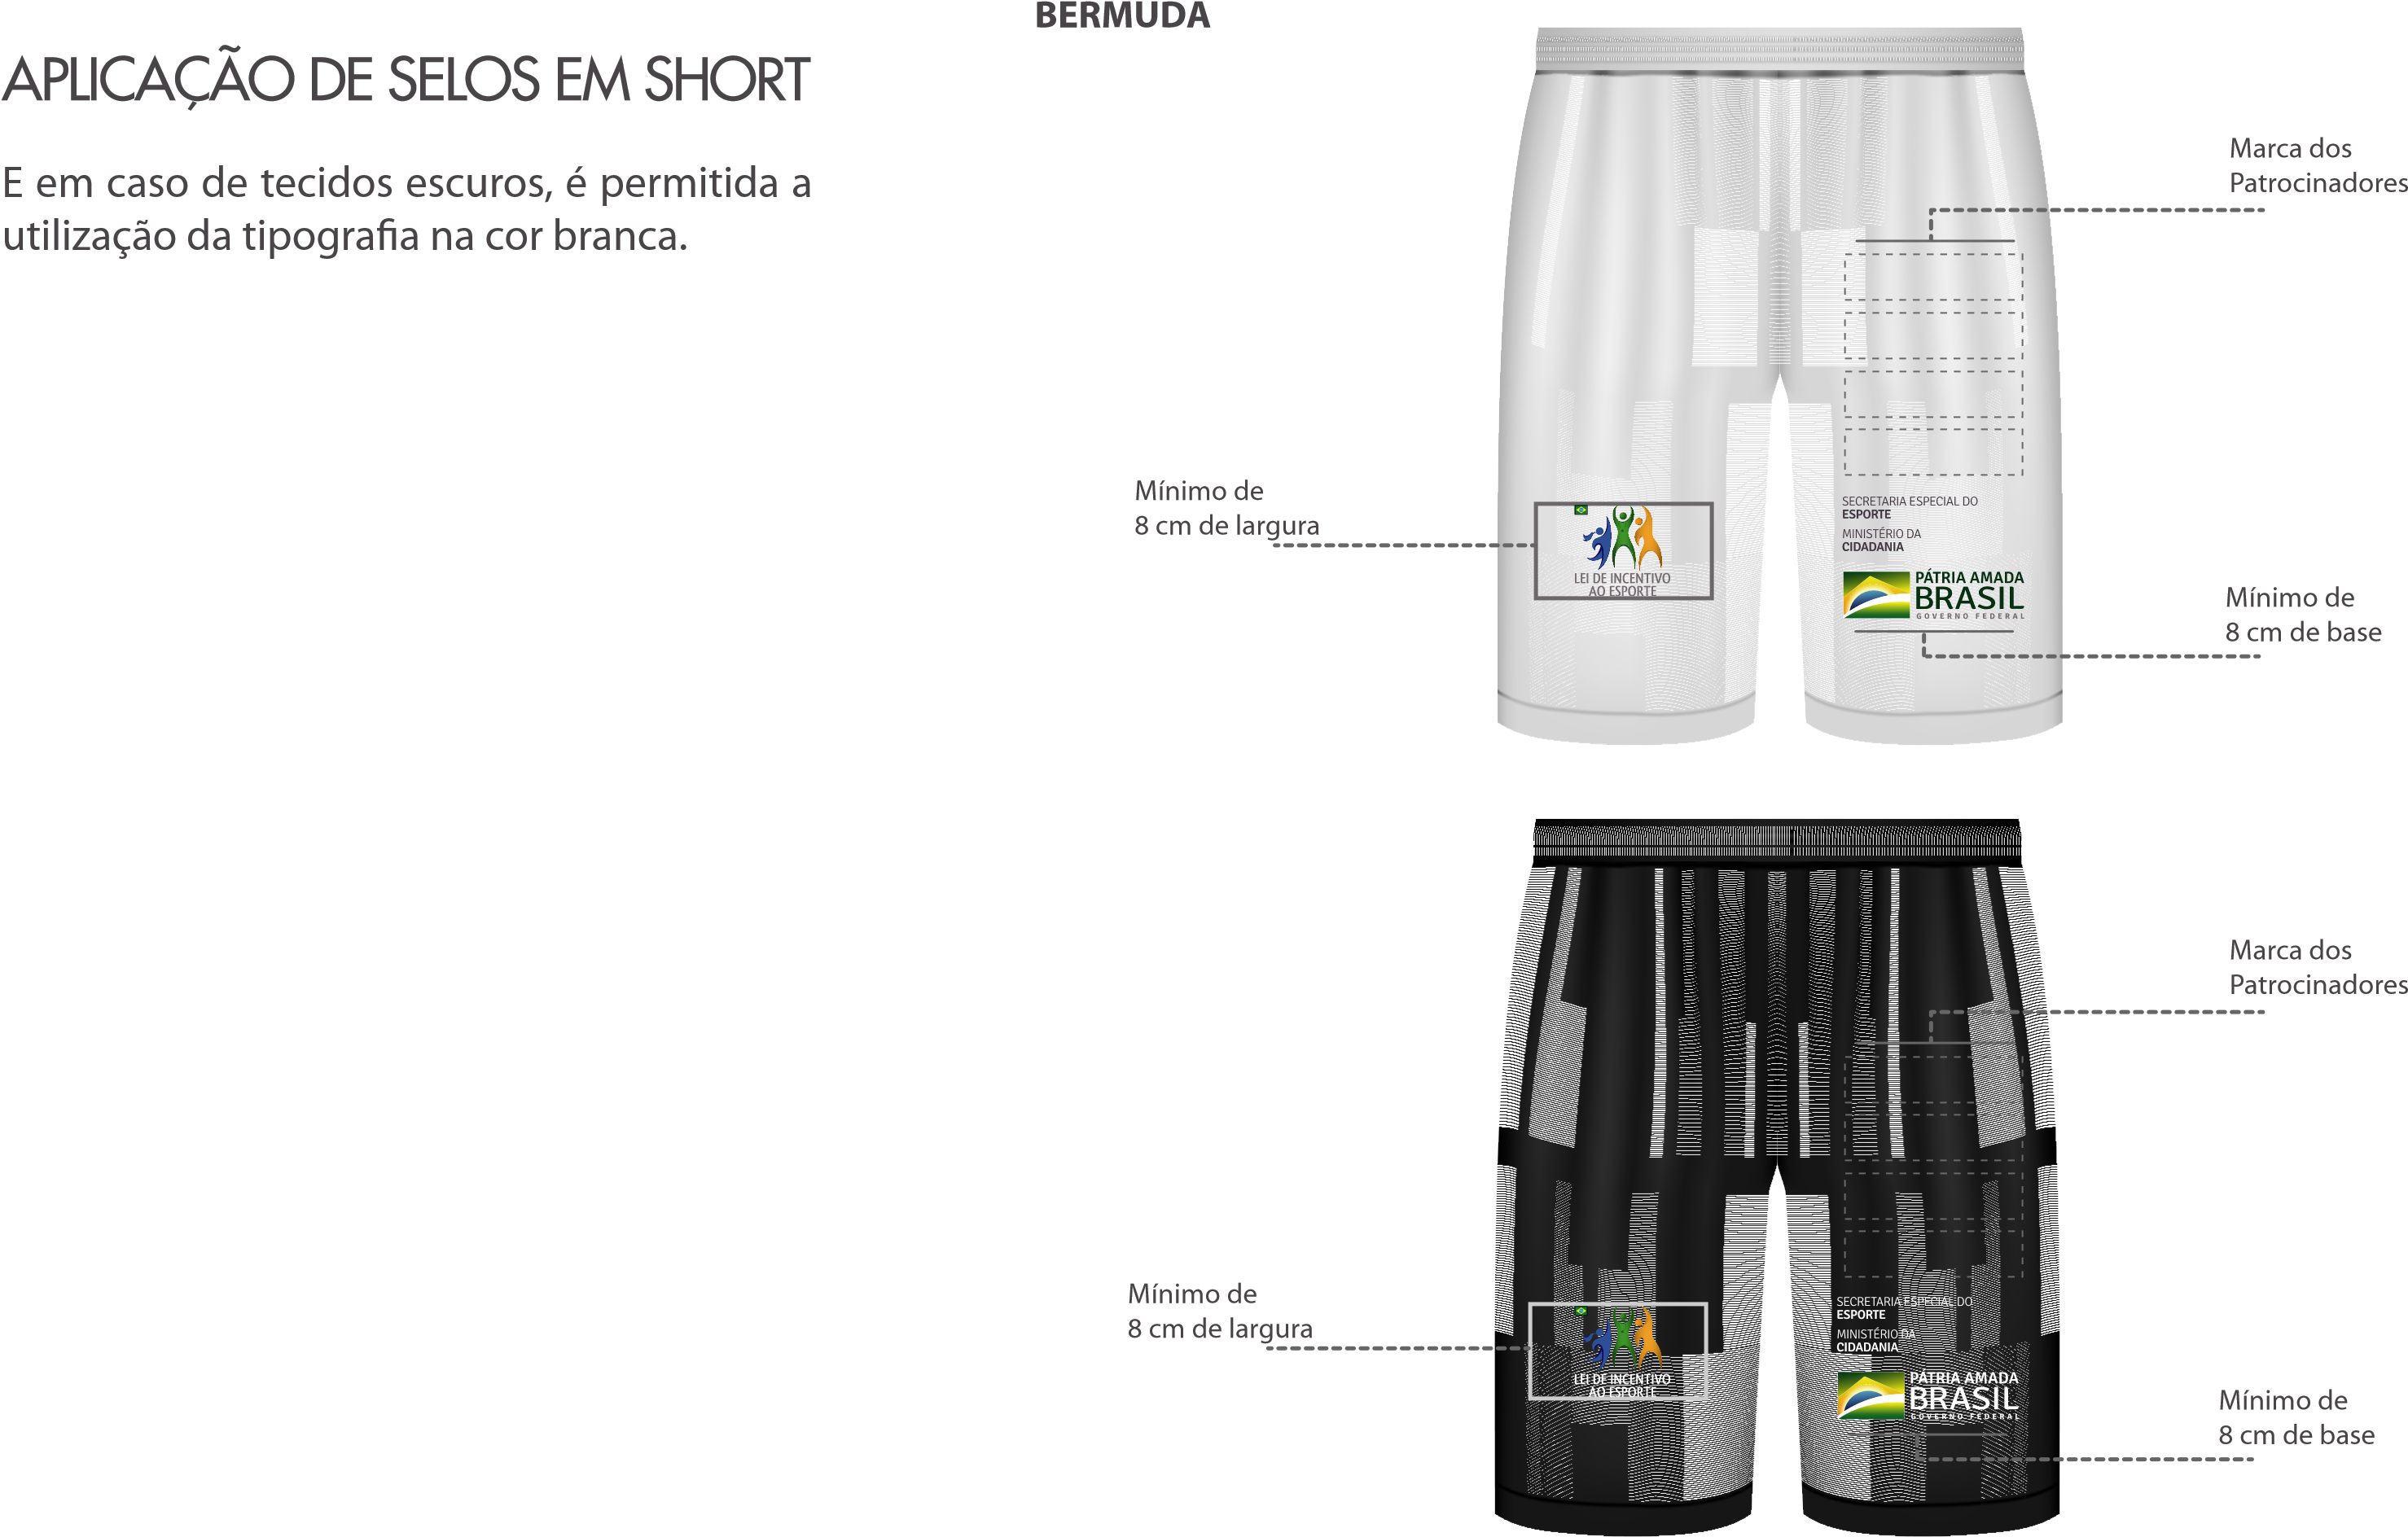 BERMUDA
APLICAÇÃO DE SELOS EM SHORT
E em caso de tecidos escuros, é permitida a
utilização da tipografia na cor branca.
Marca dos
Patrocinadores
Mínimo de
8 cm de largura
LEI DE INCENTIVO
AO ESPORTE
SECRETARIA ESPECIAL DO
ESPORTE
MINISTÉRIO DA
CIDADANIA
PÁTRIA AMADA
BRASIL
GOVERNO FEDERAL
Mínimo de
8 cm de base
Marca dos
Patrocinadores
Mínimo de
8 cm de largura
LEI DE INCENTIVO
AO ESPORTE
SECRETARIA ESPECIAL DO
ESPORTE
MINISTÉRIO DA
CIDADANIA
PÁTRIA AMADA
BRASIL
GOVERNO FEDERAL
Mínimo de
8 cm de base